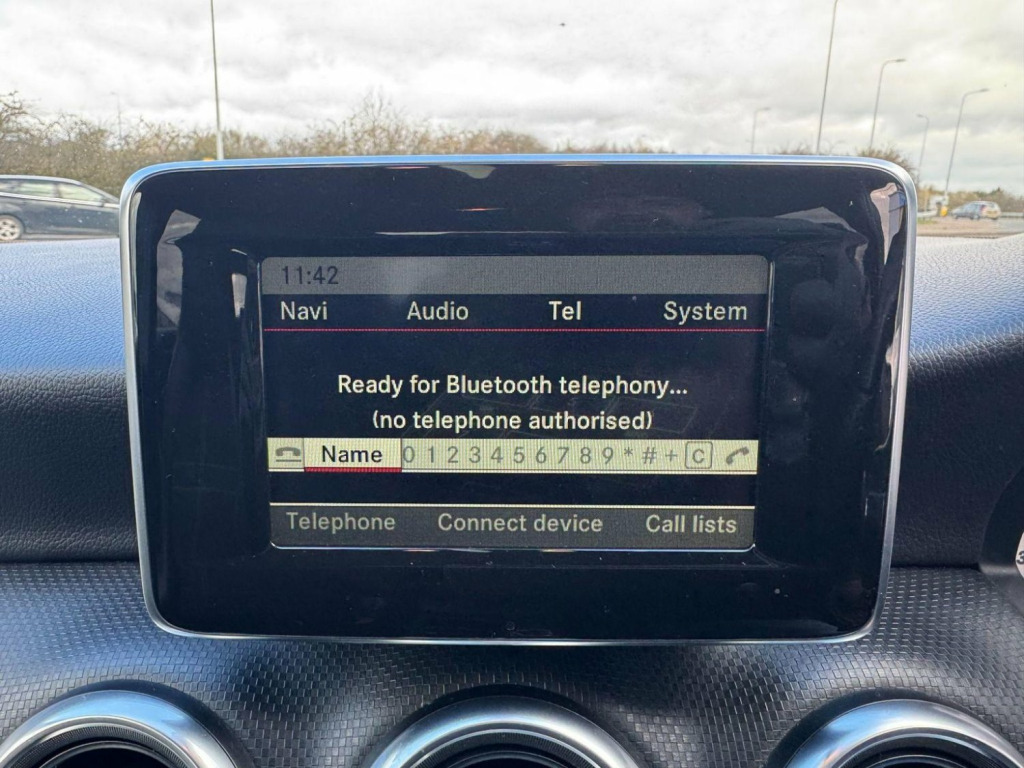 11:42
Navi Audio Tel System
Ready for Bluetooth telephony...
(no telephone authorised)
Name 0 1 2 3 4 5 6 7 8 9 * # + C
Telephone Connect device Call lists